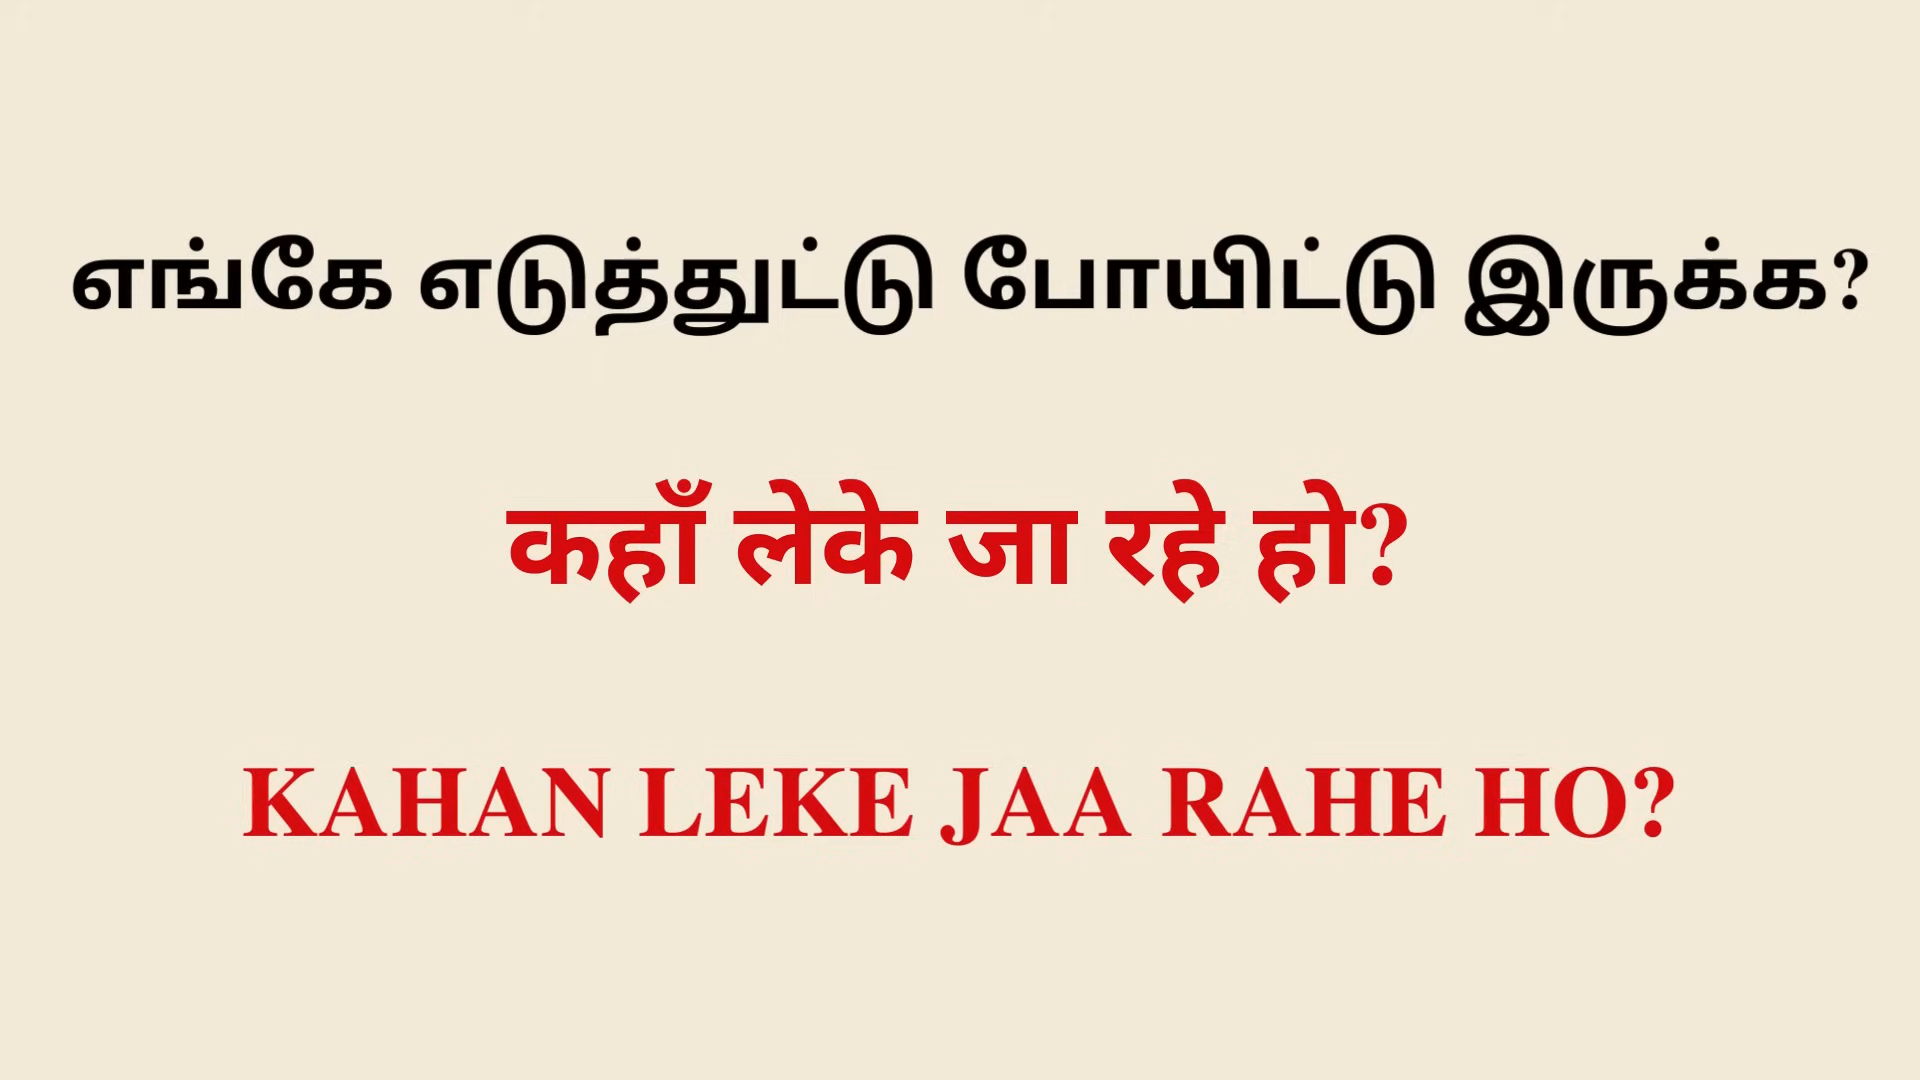 எங்கே எடுத்துட்டு போயிட்டு இருக்க?
कहाँ लेके जा रहे हो?
KAHAN LEKE JAA RAHE HO?